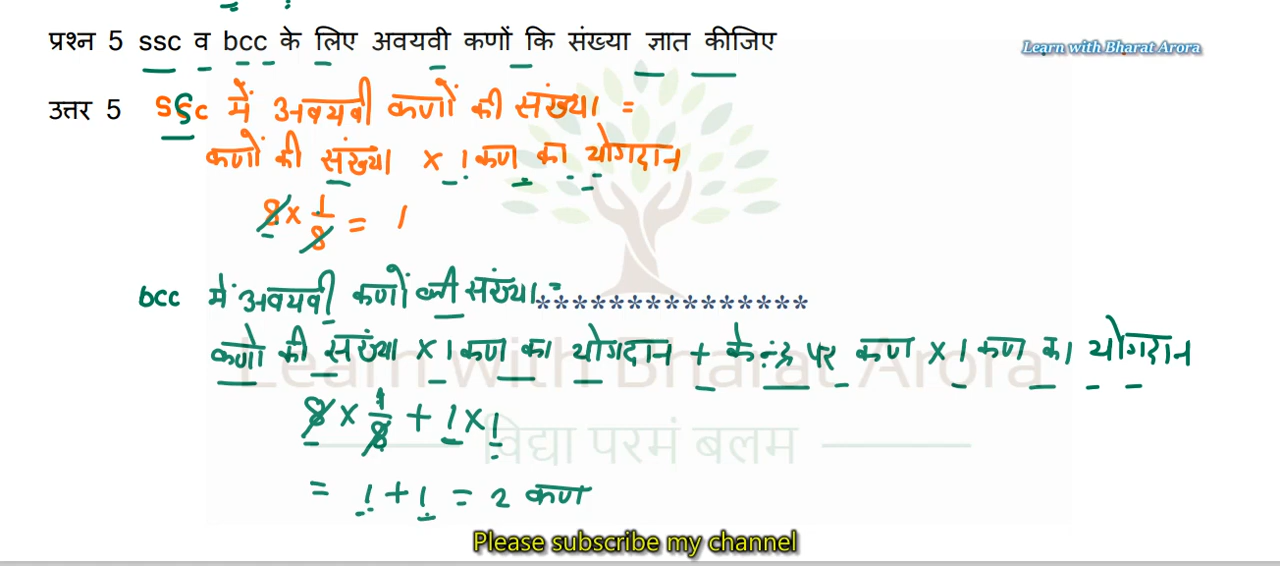 प्रश्न 5 ssc व bcc के लिए अवयवी कणों कि संख्या ज्ञात कीजिए
Learn with Bharat Arora
उत्तर 5 ssc में अवयवी कणों की संख्या =
कणों की संख्या × 1 कण का योगदान
8 × 1/8 = 1
bcc में अवयवी कणों की संख्या = ***************
कणो की संख्या × 1 कण का योगदान + केन्द्र पर कण × 1 कण का योगदान
Learn with Bharat Arora
8 × 1/8 + 1 × 1
विद्या परमं बलम
= 1 + 1 = 2 कण
Please subscribe my channel